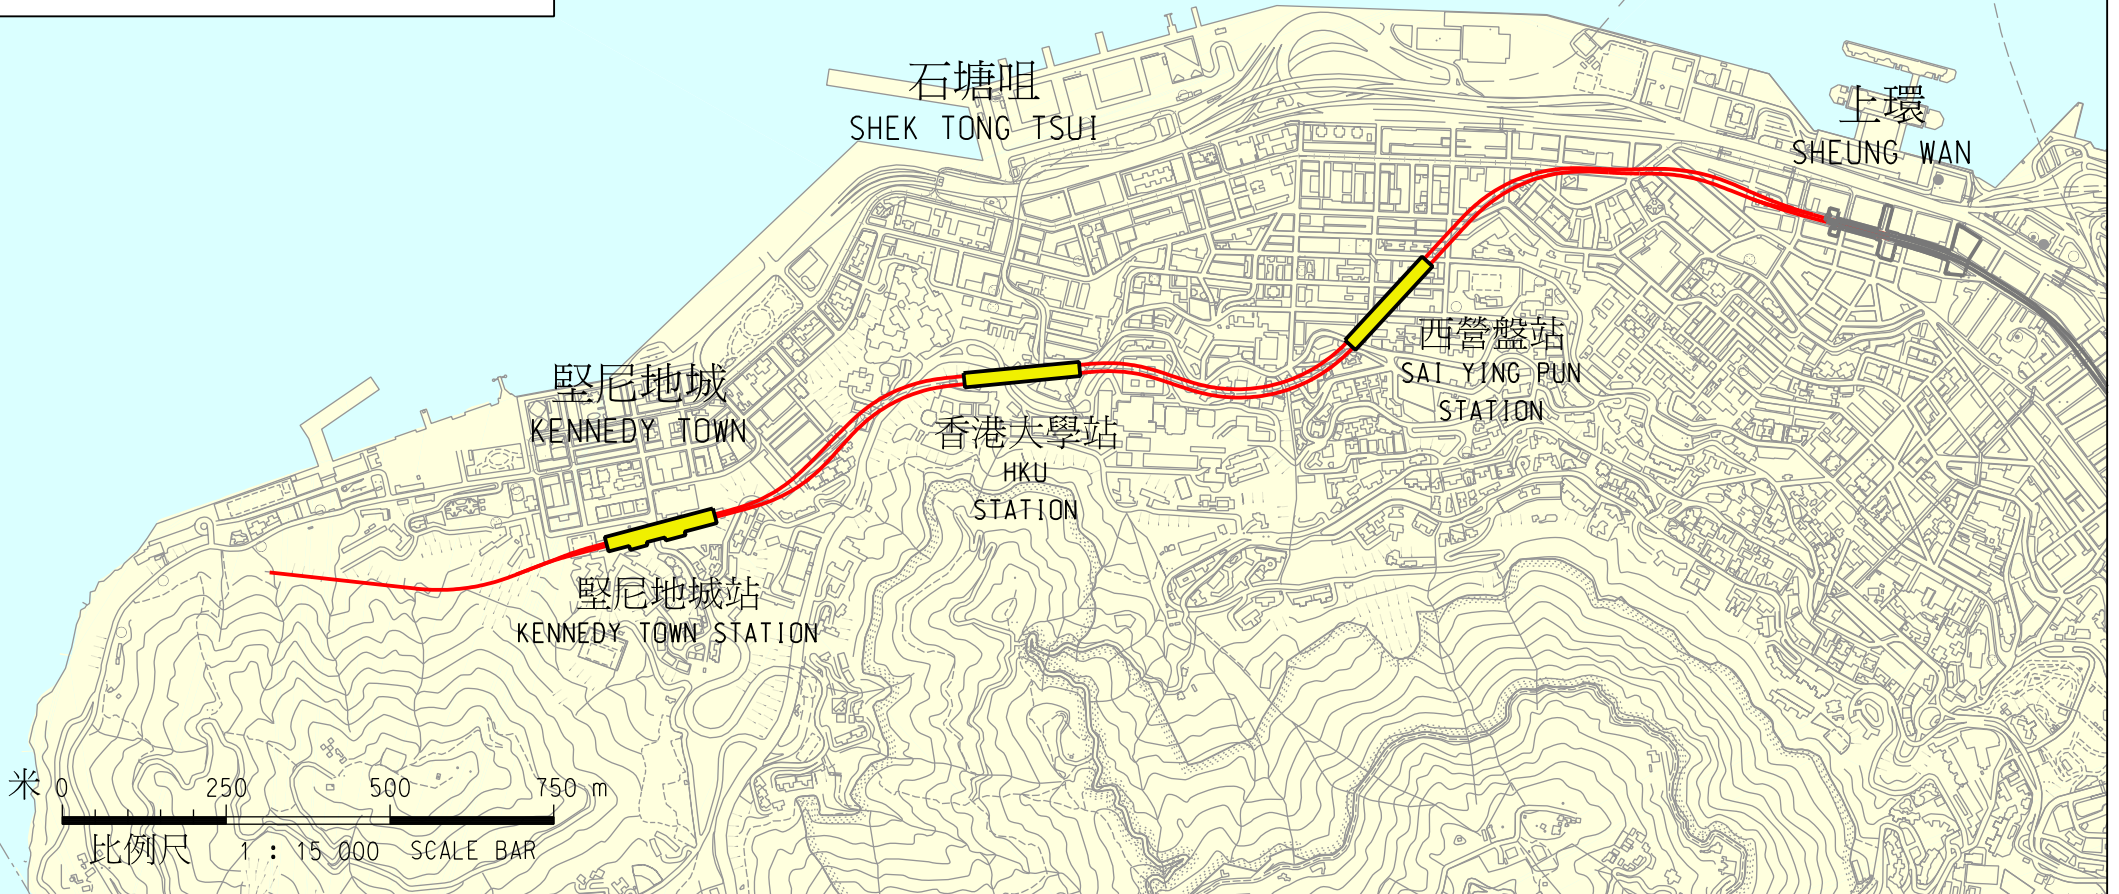 石塘咀
SHEK TONG TSUI
上環
SHEUNG WAN
西營盤站
SAI YING PUN
STATION
堅尼地城
KENNEDY TOWN
香港大學站
HKU
STATION
堅尼地城站
KENNEDY TOWN STATION
米 0 250 500 750 m
比例尺 1 : 15 000 SCALE BAR